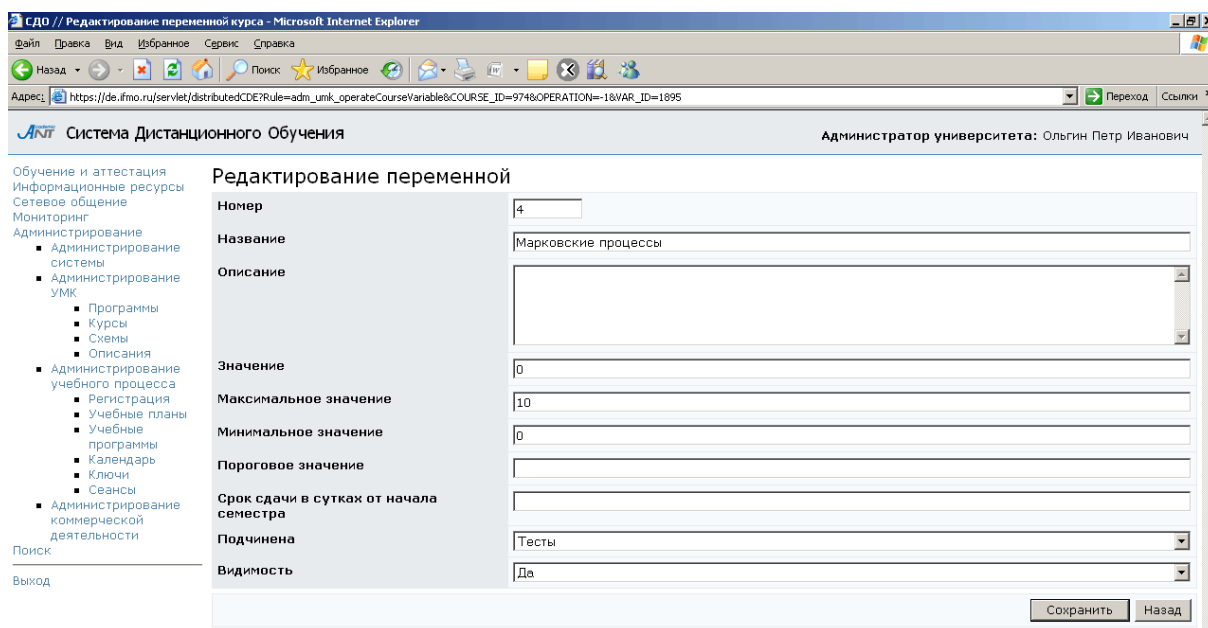 СДО // Редактирование переменной курса - Microsoft Internet Explorer
Файл Правка Вид Избранное Сервис Справка
Назад Поиск Избранное
Адрес: https://de.ifmo.ru/servlet/distributedCDE?Rule=adm_umk_operateCourseVariable&COURSE_ID=974&OPERATION=-1&VAR_ID=1895 Переход Ссылки
ANT Система Дистанционного Обучения
Администратор университета: Ольгин Петр Иванович
Обучение и аттестация
Информационные ресурсы
Сетевое общение
Мониторинг
Администрирование
Администрирование
системы
Администрирование
УМК
Программы
Курсы
Схемы
Описания
Администрирование
учебного процесса
Регистрация
Учебные планы
Учебные
программы
Календарь
Ключи
Сеансы
Администрирование
коммерческой
деятельности
Поиск
Выход
Редактирование переменной
Номер 4
Название Марковские процессы
Описание
Значение 0
Максимальное значение 10
Минимальное значение 0
Пороговое значение
Срок сдачи в сутках от начала
семестра
Подчинена Тесты
Видимость Да
Сохранить Назад